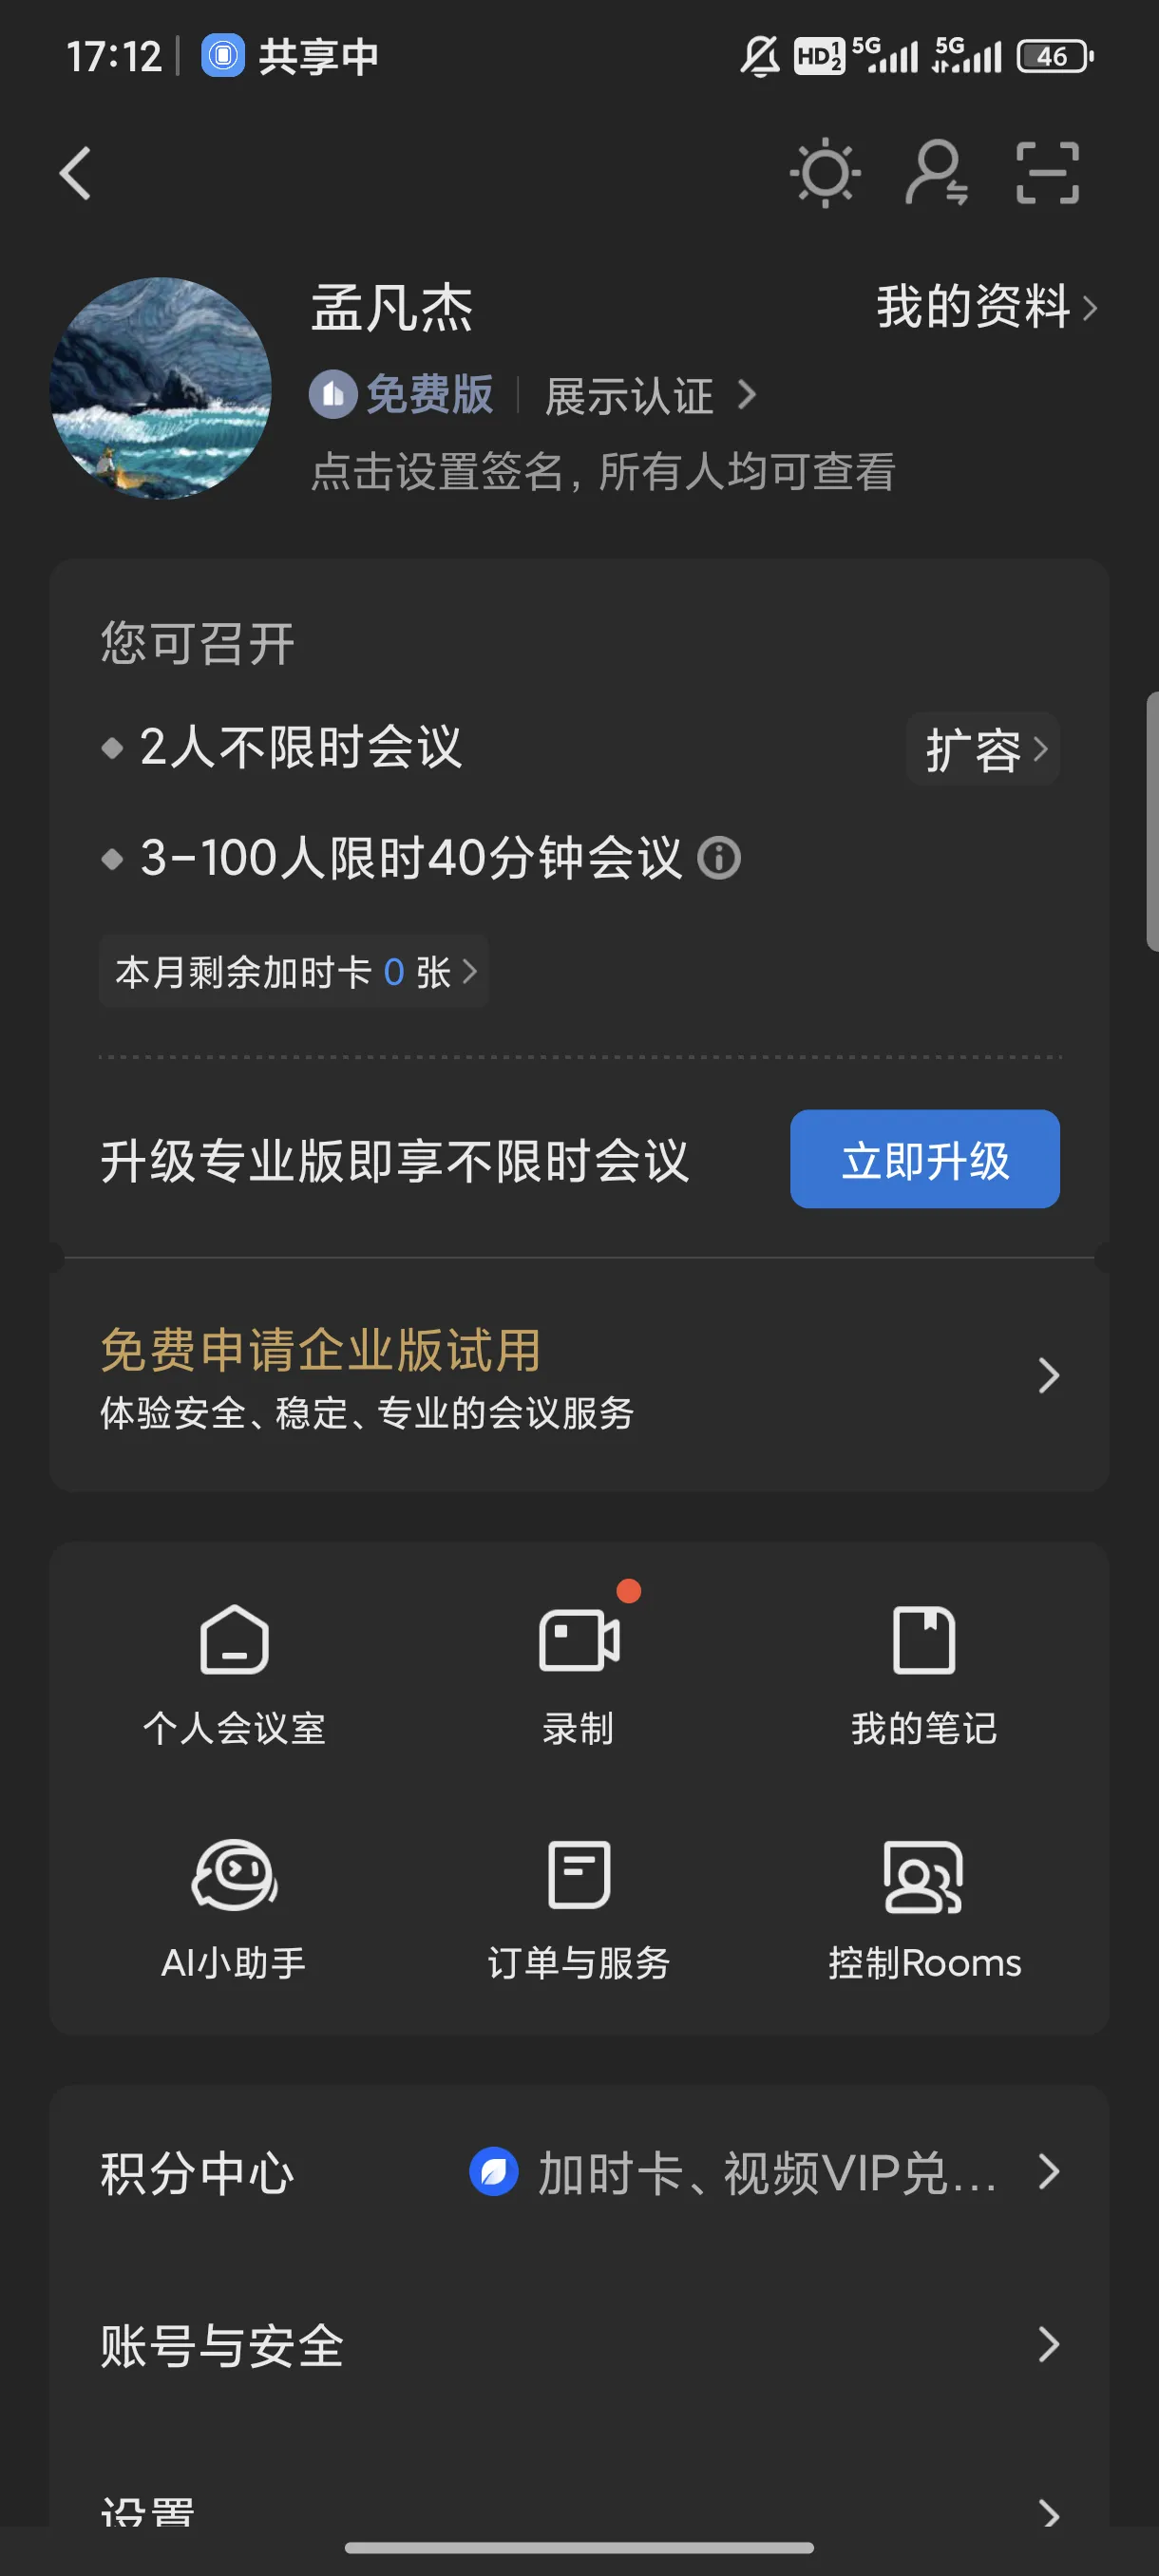 17:12 共享中 HD 1 2 5G 5G 46
孟凡杰 我的资料
免费版 展示认证
点击设置签名，所有人均可查看
您可召开
2人不限时会议 扩容
3-100人限时40分钟会议
本月剩余加时卡 0 张
升级专业版即享不限时会议 立即升级
免费申请企业版试用
体验安全、稳定、专业的会议服务
个人会议室 录制 我的笔记
AI小助手 订单与服务 控制Rooms
积分中心 加时卡、视频VIP兑...
账号与安全
设置